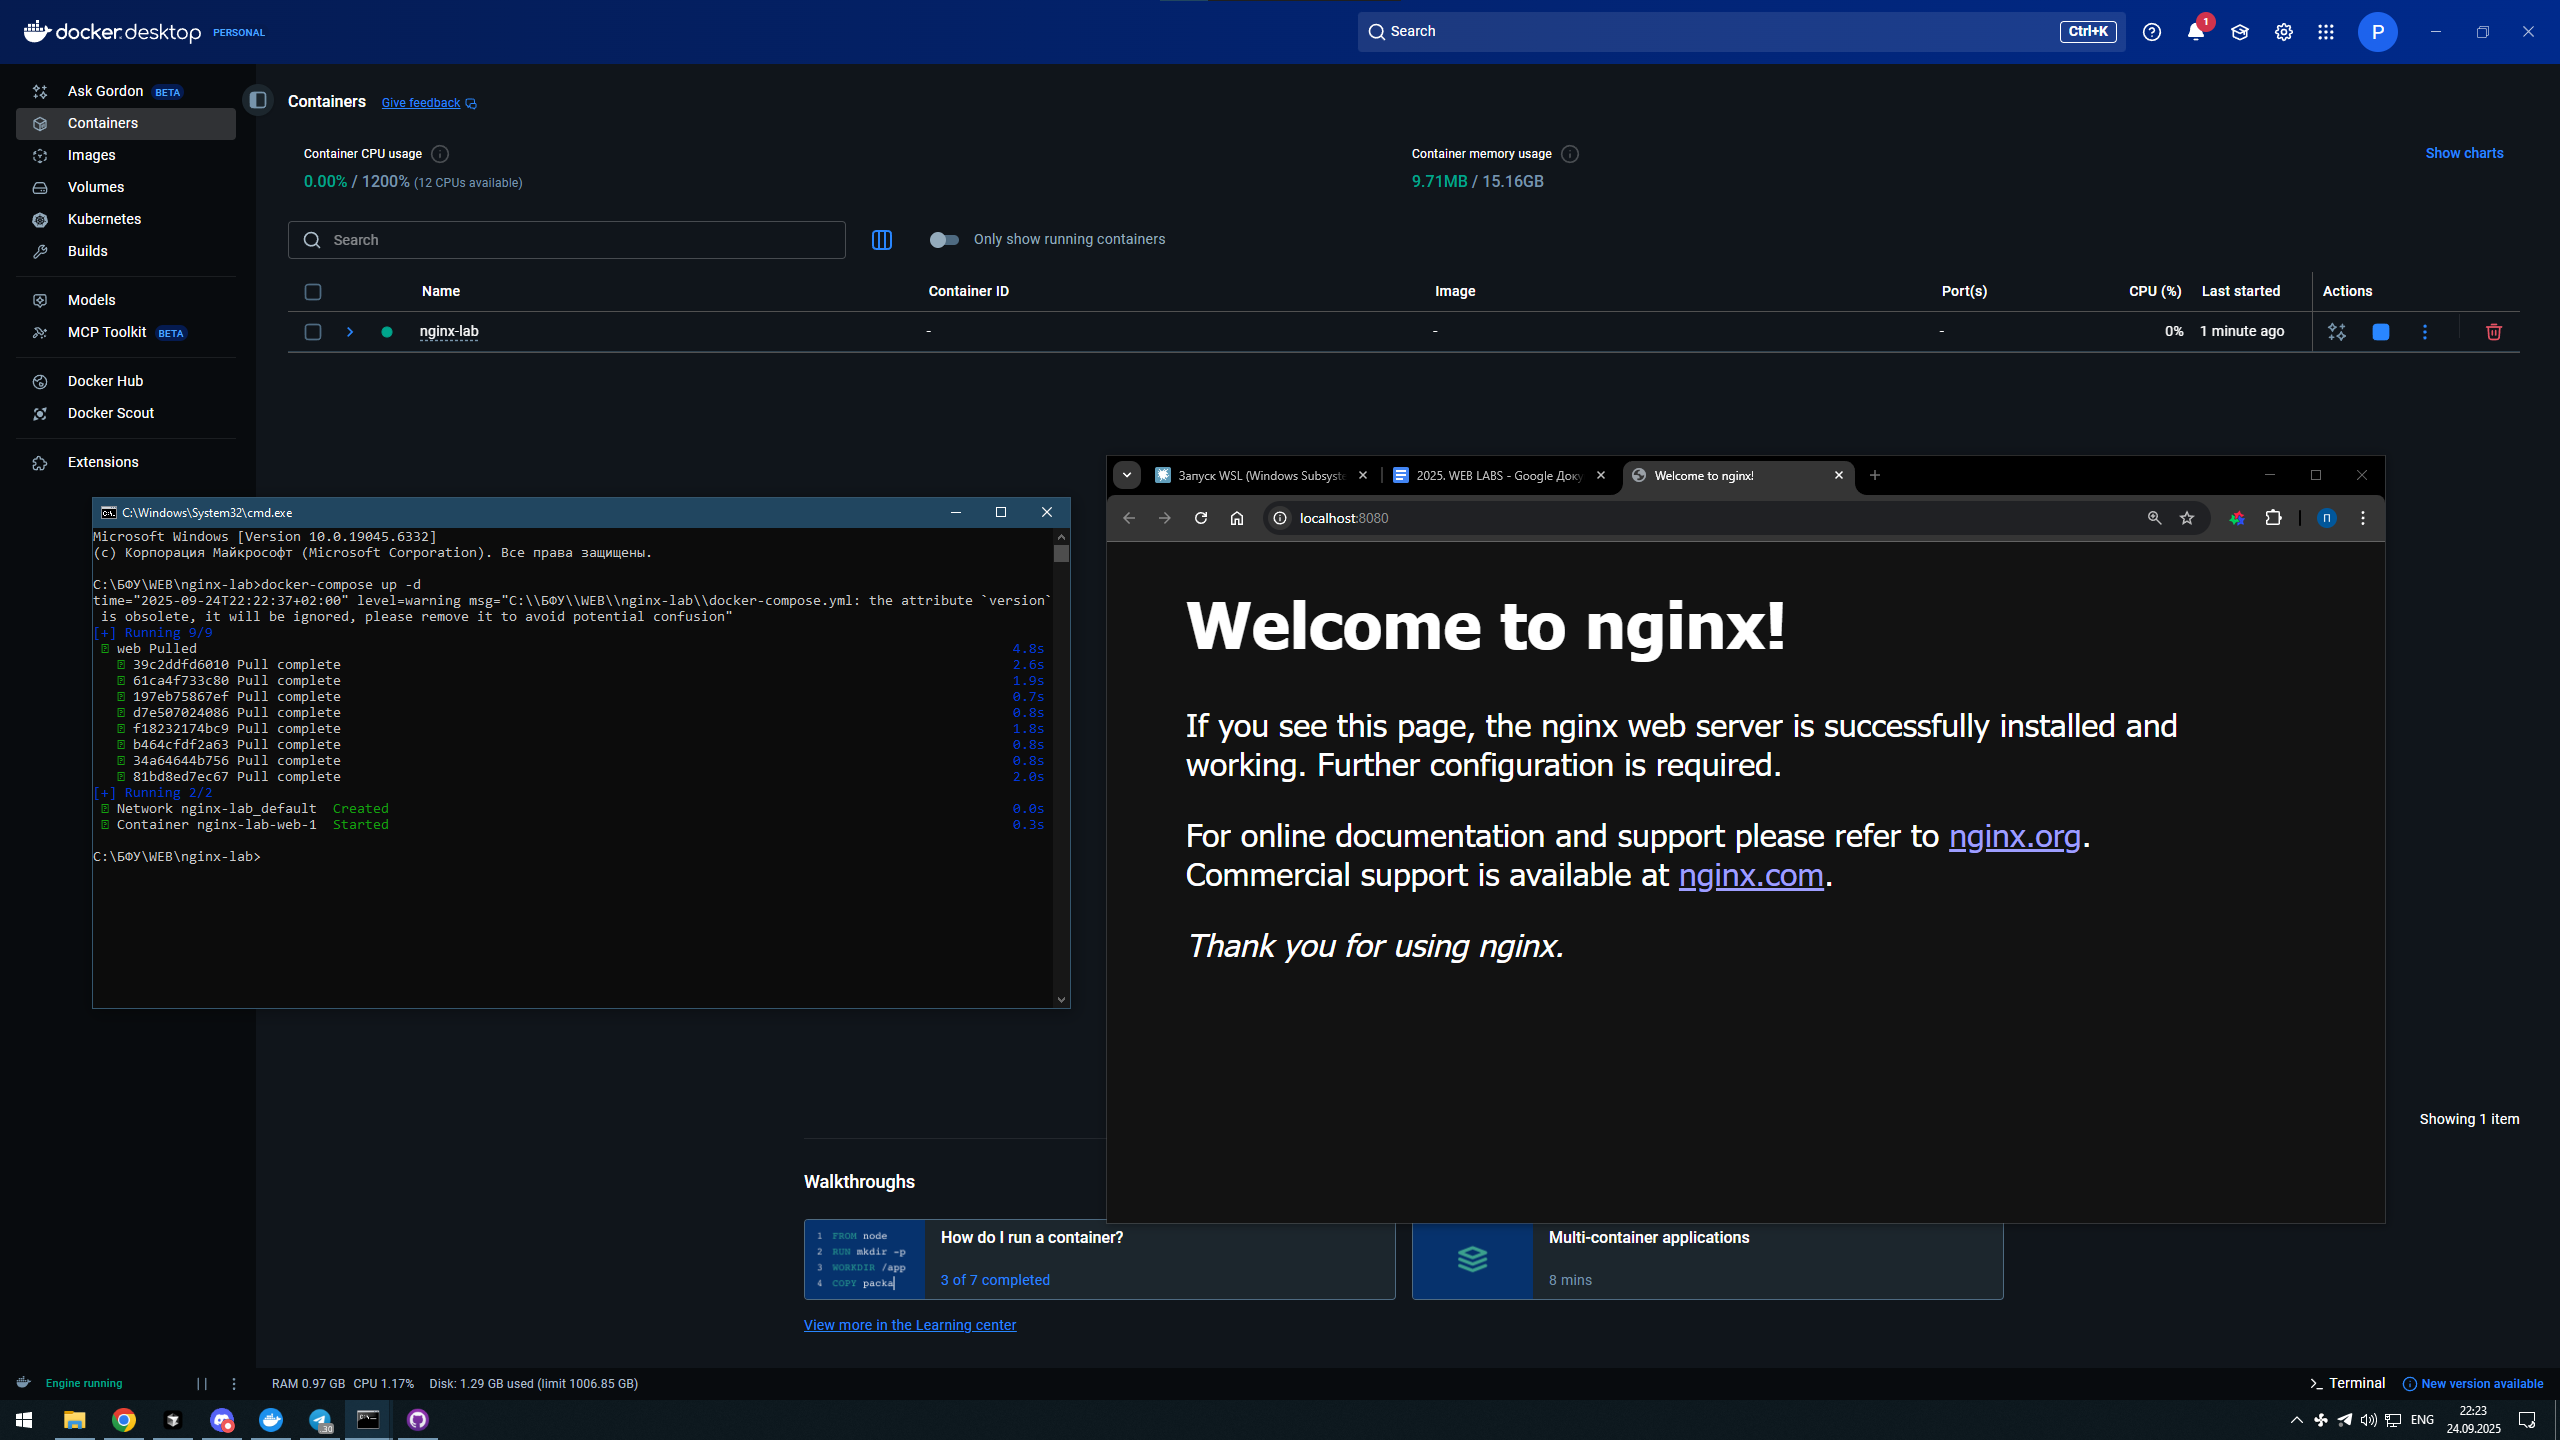 docker.desktop PERSONAL
Search Ctrl+K
1
P
Ask Gordon BETA
Containers
Images
Volumes
Kubernetes
Builds
Models
MCP Toolkit BETA
Docker Hub
Docker Scout
Extensions
Containers Give feedback
Container CPU usage
0.00% / 1200% (12 CPUs available)
Container memory usage
9.71MB / 15.16GB
Show charts
Search
Only show running containers
Name Container ID Image Port(s) CPU (%) Last started Actions
nginx-lab - - - 0% 1 minute ago
C:\Windows\System32\cmd.exe
Microsoft Windows [Version 10.0.19045.6332]
(c) Корпорация Майкрософт (Microsoft Corporation). Все права защищены.
C:\БФУ\WEB\nginx-lab>docker-compose up -d
time="2025-09-24T22:22:37+02:00" level=warning msg="C:\\БФУ\\WEB\\nginx-lab\\docker-compose.yml: the attribute `version`
is obsolete, it will be ignored, please remove it to avoid potential confusion"
[+] Running 9/9
web Pulled 4.8s
39c2ddfd6010 Pull complete 2.6s
61ca4f733c80 Pull complete 1.9s
197eb75867ef Pull complete 0.7s
d7e507024086 Pull complete 0.8s
f18232174bc9 Pull complete 1.8s
b464cfdf2a63 Pull complete 0.8s
34a64644b756 Pull complete 0.8s
81bd8ed7ec67 Pull complete 2.0s
[+] Running 2/2
Network nginx-lab_default Created 0.0s
Container nginx-lab-web-1 Started 0.3s
C:\БФУ\WEB\nginx-lab>
Запуск WSL (Windows Subsyste
2025. WEB LABS - Google Доку
Welcome to nginx!
localhost:8080
П
Welcome to nginx!
If you see this page, the nginx web server is successfully installed and
working. Further configuration is required.
For online documentation and support please refer to nginx.org.
Commercial support is available at nginx.com.
Thank you for using nginx.
Showing 1 item
Walkthroughs
1 FROM node
2 RUN mkdir -p
3 WORKDIR /app
4 COPY packa
How do I run a container?
3 of 7 completed
Multi-container applications
8 mins
View more in the Learning center
Engine running
RAM 0.97 GB CPU 1.17% Disk: 1.29 GB used (limit 1006.85 GB)
Terminal
New version available
30
ENG
22:23
24.09.2025